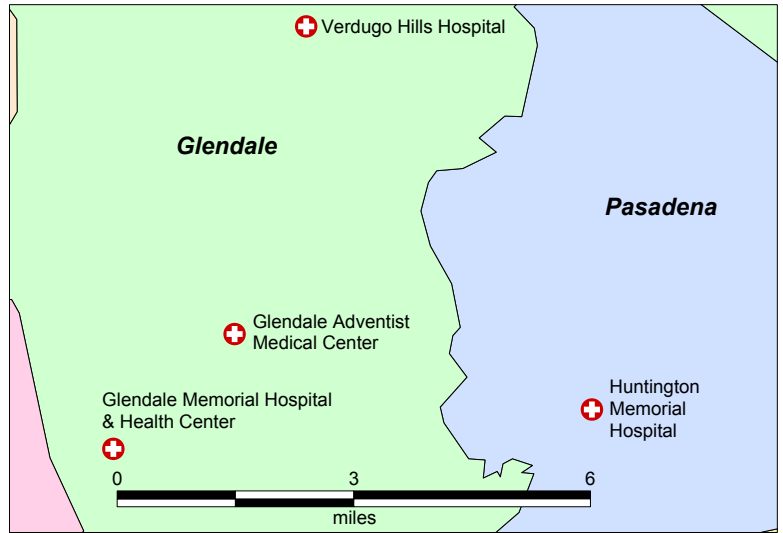 Verdugo Hills Hospital
Glendale
Pasadena
Glendale Adventist
Medical Center
Huntington
Memorial
Hospital
Glendale Memorial Hospital
& Health Center
0 3 6
miles